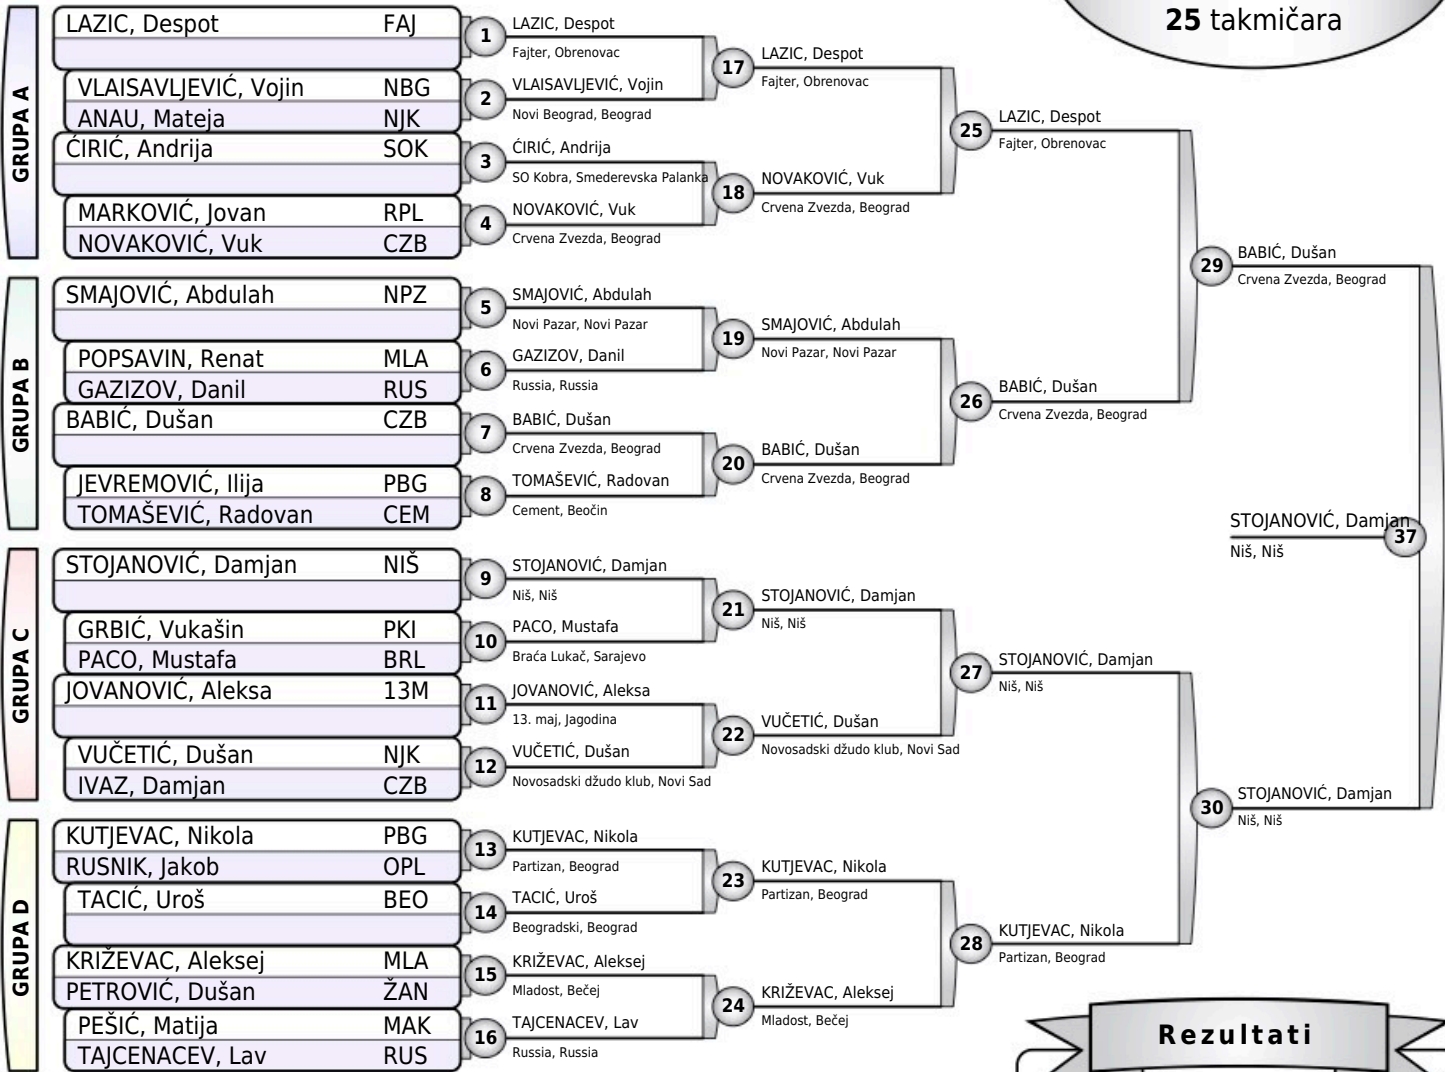 25 takmičara
GRUPA A
LAZIC, Despot FAJ
VLAISAVLJEVIĆ, Vojin NBG
ANAU, Mateja NJK
ĆIRIĆ, Andrija SOK
MARKOVIĆ, Jovan RPL
NOVAKOVIĆ, Vuk CZB
GRUPA B
SMAJOVIĆ, Abdulah NPZ
POPSAVIN, Renat MLA
GAZIZOV, Danil RUS
BABIĆ, Dušan CZB
JEVREMOVIĆ, Ilija PBG
TOMAŠEVIĆ, Radovan CEM
GRUPA C
STOJANOVIĆ, Damjan NIŠ
GRBIĆ, Vukašin PKI
PACO, Mustafa BRL
JOVANOVIĆ, Aleksa 13M
VUČETIĆ, Dušan NJK
IVAZ, Damjan CZB
GRUPA D
KUTJEVAC, Nikola PBG
RUSNIK, Jakob OPL
TACIĆ, Uroš BEO
KRIŽEVAC, Aleksej MLA
PETROVIĆ, Dušan ŽAN
PEŠIĆ, Matija MAK
TAJCENACEV, Lav RUS
1 LAZIC, Despot
Fajter, Obrenovac
2 VLAISAVLJEVIĆ, Vojin
Novi Beograd, Beograd
3 ĆIRIĆ, Andrija
SO Kobra, Smederevska Palanka
4 NOVAKOVIĆ, Vuk
Crvena Zvezda, Beograd
5 SMAJOVIĆ, Abdulah
Novi Pazar, Novi Pazar
6 GAZIZOV, Danil
Russia, Russia
7 BABIĆ, Dušan
Crvena Zvezda, Beograd
8 TOMAŠEVIĆ, Radovan
Cement, Beočin
9 STOJANOVIĆ, Damjan
Niš, Niš
10 PACO, Mustafa
Braća Lukač, Sarajevo
11 JOVANOVIĆ, Aleksa
13. maj, Jagodina
12 VUČETIĆ, Dušan
Novosadski džudo klub, Novi Sad
13 KUTJEVAC, Nikola
Partizan, Beograd
14 TACIĆ, Uroš
Beogradski, Beograd
15 KRIŽEVAC, Aleksej
Mladost, Bečej
16 TAJCENACEV, Lav
Russia, Russia
17 LAZIC, Despot
Fajter, Obrenovac
18 NOVAKOVIĆ, Vuk
Crvena Zvezda, Beograd
19 SMAJOVIĆ, Abdulah
Novi Pazar, Novi Pazar
20 BABIĆ, Dušan
Crvena Zvezda, Beograd
21 STOJANOVIĆ, Damjan
Niš, Niš
22 VUČETIĆ, Dušan
Novosadski džudo klub, Novi Sad
23 KUTJEVAC, Nikola
Partizan, Beograd
24 KRIŽEVAC, Aleksej
Mladost, Bečej
25 LAZIC, Despot
Fajter, Obrenovac
26 BABIĆ, Dušan
Crvena Zvezda, Beograd
27 STOJANOVIĆ, Damjan
Niš, Niš
28 KUTJEVAC, Nikola
Partizan, Beograd
29 BABIĆ, Dušan
Crvena Zvezda, Beograd
30 STOJANOVIĆ, Damjan
Niš, Niš
STOJANOVIĆ, Damjan 37
Niš, Niš
Rezultati